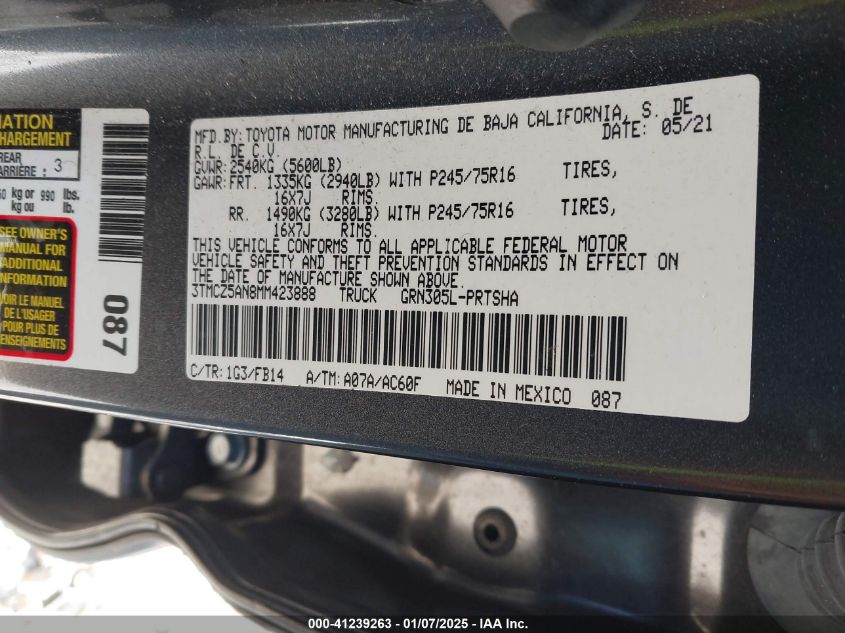 ATION
CHARGEMENT
REAR
ARRIÈRE : 3
kg or 990 lbs.
kg ou lb.
SEE OWNER'S
MANUAL FOR
ADDITIONAL
INFORMATION
VOIR LE MANUEL
DE L'USAGER
POUR PLUS DE
RENSEIGNEMENTS
087
MFD.BY:TOYOTA MOTOR MANUFACTURING DE BAJA CALIFORNIA, S. DE
R.L. DE C.V. DATE: 05/21
GVWR: 2540KG (5600LB)
GAWR: FRT. 1335KG (2940LB) WITH P245/75R16 TIRES,
16X7J RIMS.
RR. 1490KG (3280LB) WITH P245/75R16 TIRES,
16X7J RIMS.
THIS VEHICLE CONFORMS TO ALL APPLICABLE FEDERAL MOTOR
VEHICLE SAFETY AND THEFT PREVENTION STANDARDS IN EFFECT ON
THE DATE OF MANUFACTURE SHOWN ABOVE.
3TMCZ5AN8MM423888 TRUCK GRN305L-PRTSHA
C/TR:1G3/FB14 A/TM:A07A/AC60F MADE IN MEXICO 087
000-41239263 - 01/07/2025 - IAA Inc.